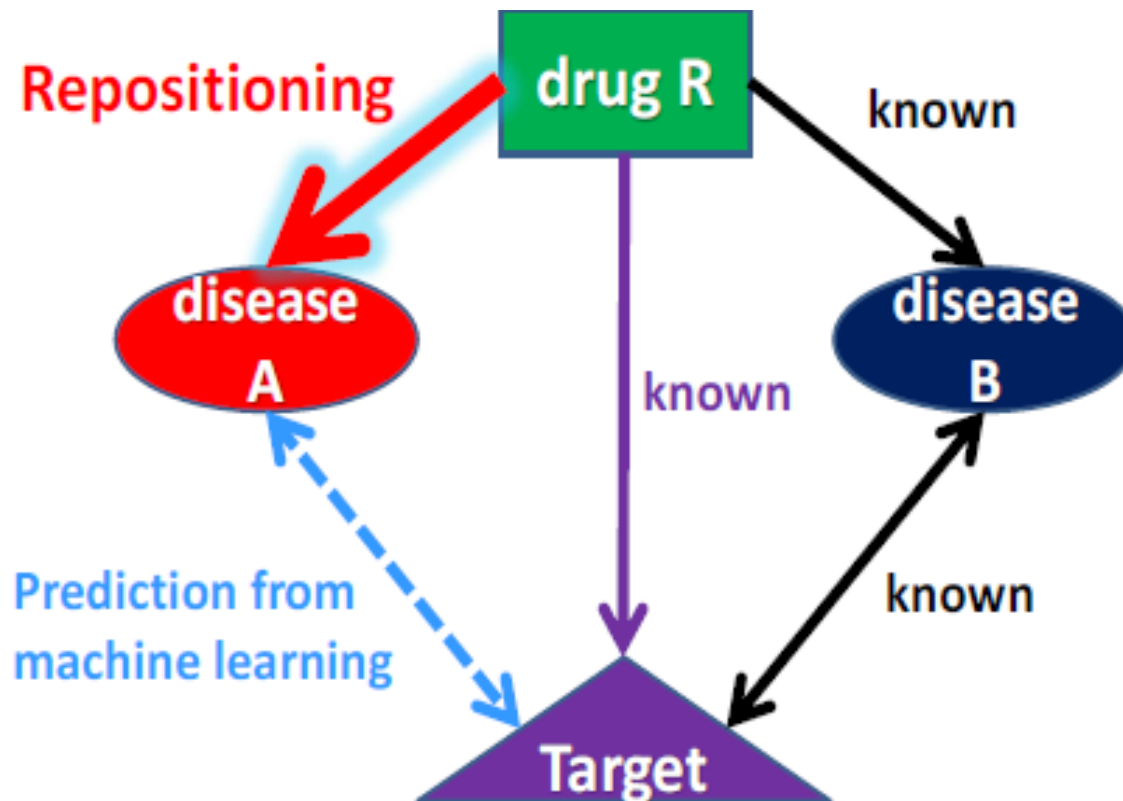 drug R
Repositioning
known
disease
A
disease
B
known
Prediction from
machine learning
known
Target